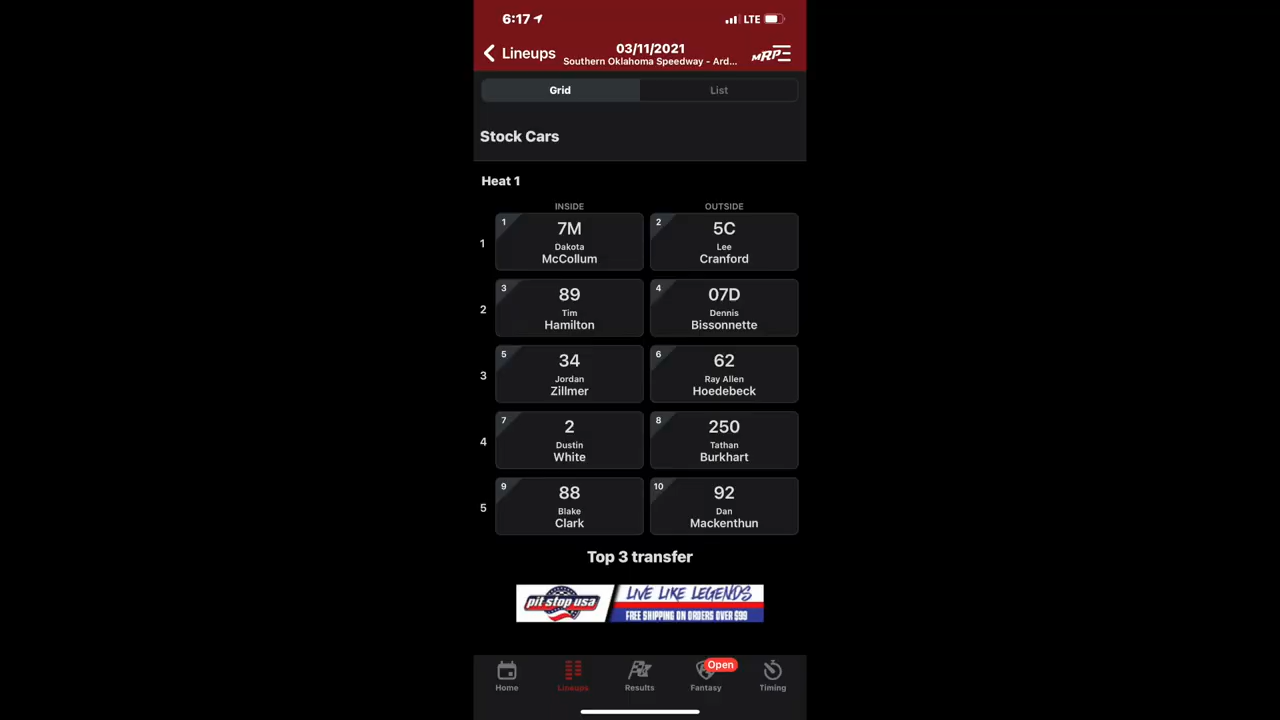 6:17
LTE
Lineups
03/11/2021
Southern Oklahoma Speedway - Ard...
MRP
Grid
List
Stock Cars
Heat 1
INSIDE
OUTSIDE
1
1
7M
Dakota
McCollum
2
5C
Lee
Cranford
2
3
89
Tim
Hamilton
4
07D
Dennis
Bissonnette
3
5
34
Jordan
Zillmer
6
62
Ray Allen
Hoedebeck
4
7
2
Dustin
White
8
250
Tathan
Burkhart
5
9
88
Blake
Clark
10
92
Dan
Mackenthun
Top 3 transfer
pit stop usa
LIVE LIKE LEGENDS
FREE SHIPPING ON ORDERS OVER $99
Home
Lineups
Results
Open
Fantasy
Timing